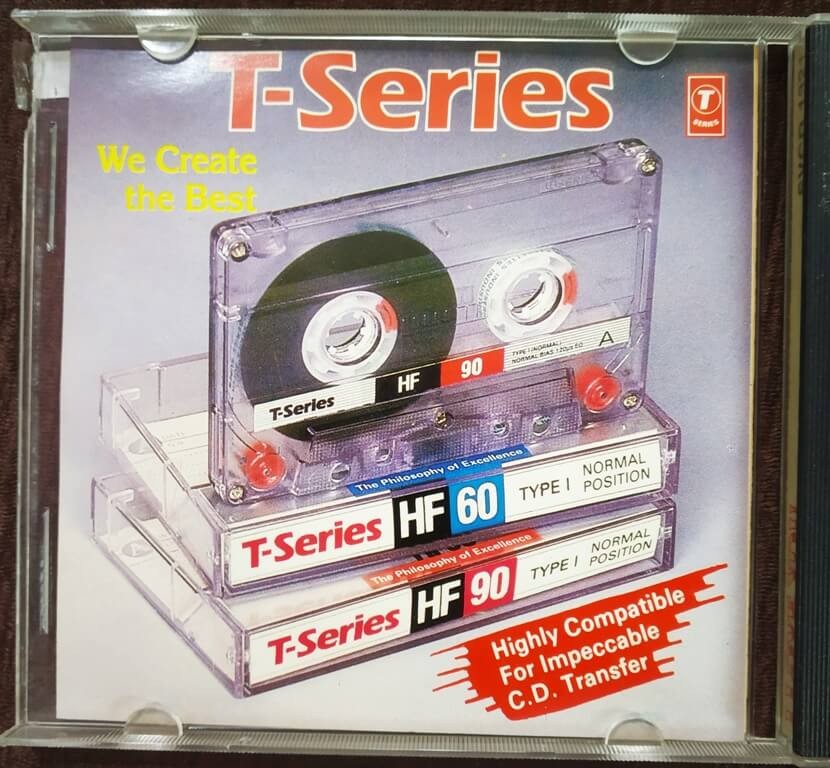 T-Series
T
SERIES
We Create
the Best
T-Series HF 90
TYPE I (NORMAL)
NORMAL BIAS 120µs EQ
A
The Philosophy of Excellence
T-Series HF 60 TYPE I NORMAL
POSITION
The Philosophy of Excellence
T-Series HF 90 TYPE I NORMAL
POSITION
Highly Compatible
For Impeccable
C.D. Transfer